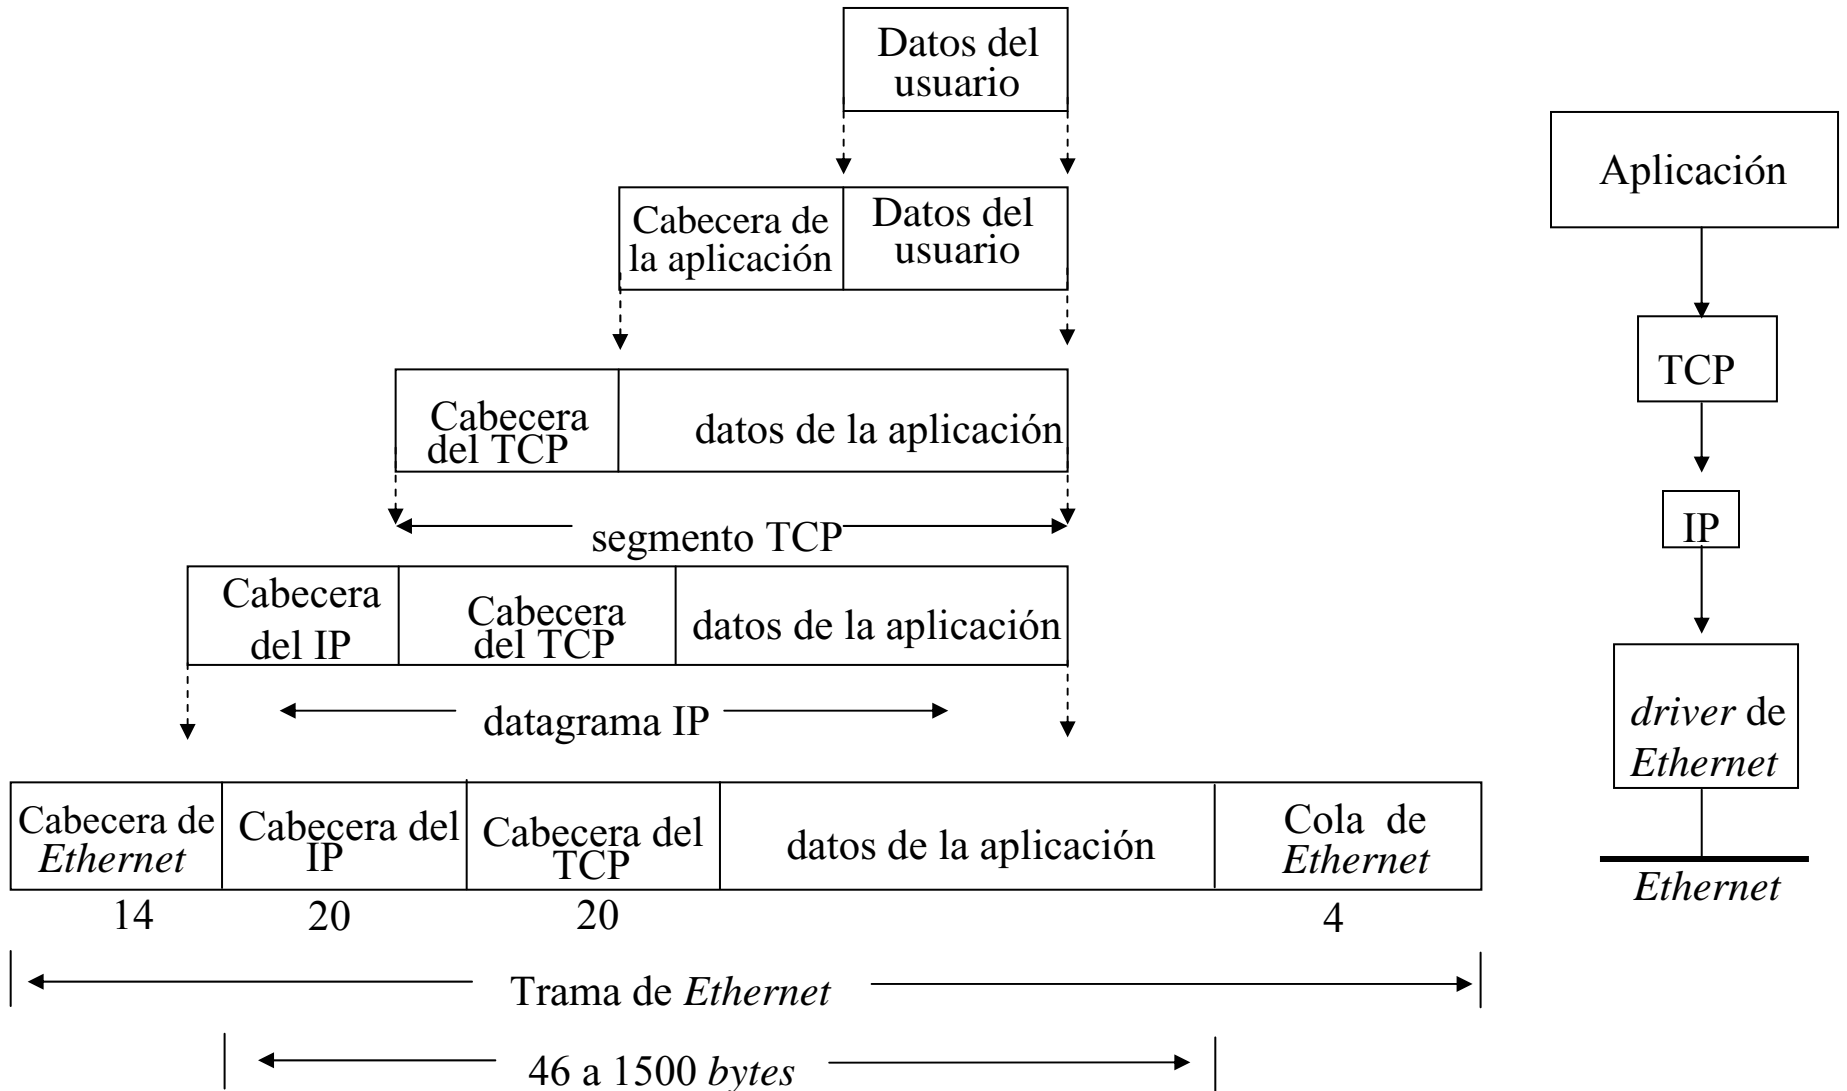 Datos del
usuario
Cabecera de
la aplicación
Datos del
usuario
Cabecera
del TCP
datos de la aplicación
segmento TCP
Cabecera
del IP
Cabecera
del TCP
datos de la aplicación
datagrama IP
Cabecera de
Ethernet
Cabecera del
IP
Cabecera del
TCP
datos de la aplicación
Cola de
Ethernet
14
20
20
4
Trama de Ethernet
46 a 1500 bytes
Aplicación
TCP
IP
driver de
Ethernet
Ethernet